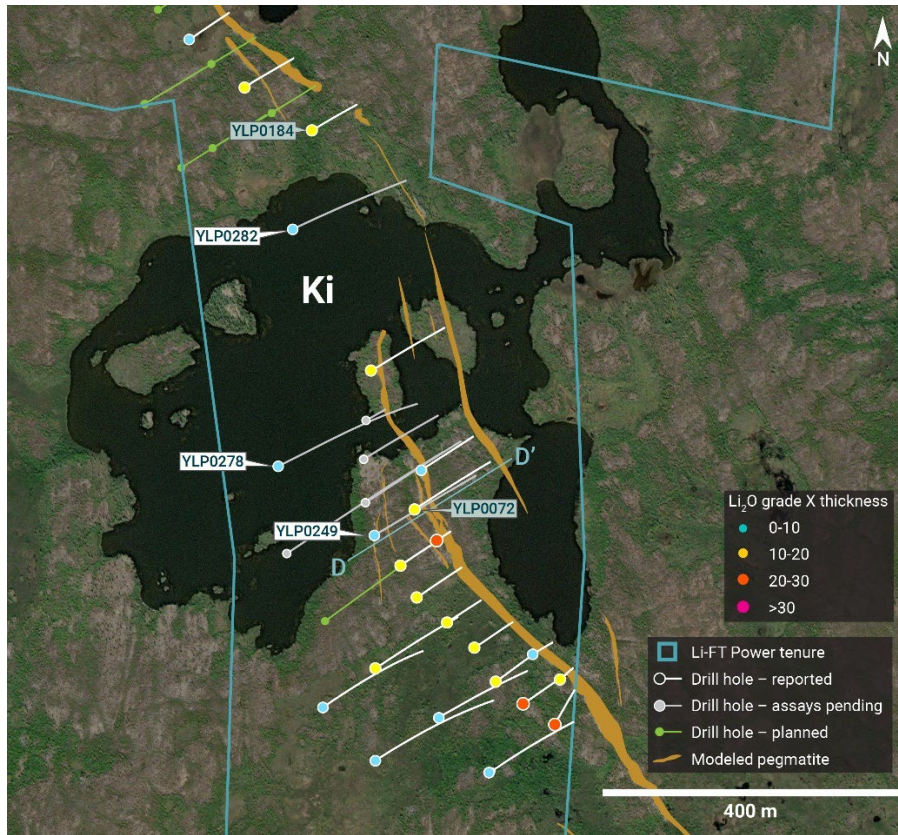 N
YLP0184
YLP0282
Ki
YLP0278
D'
YLP0072
YLP0249
D
Li₂O grade X thickness
0-10
10-20
20-30
>30
Li-FT Power tenure
Drill hole – reported
Drill hole – assays pending
Drill hole – planned
Modeled pegmatite
400 m